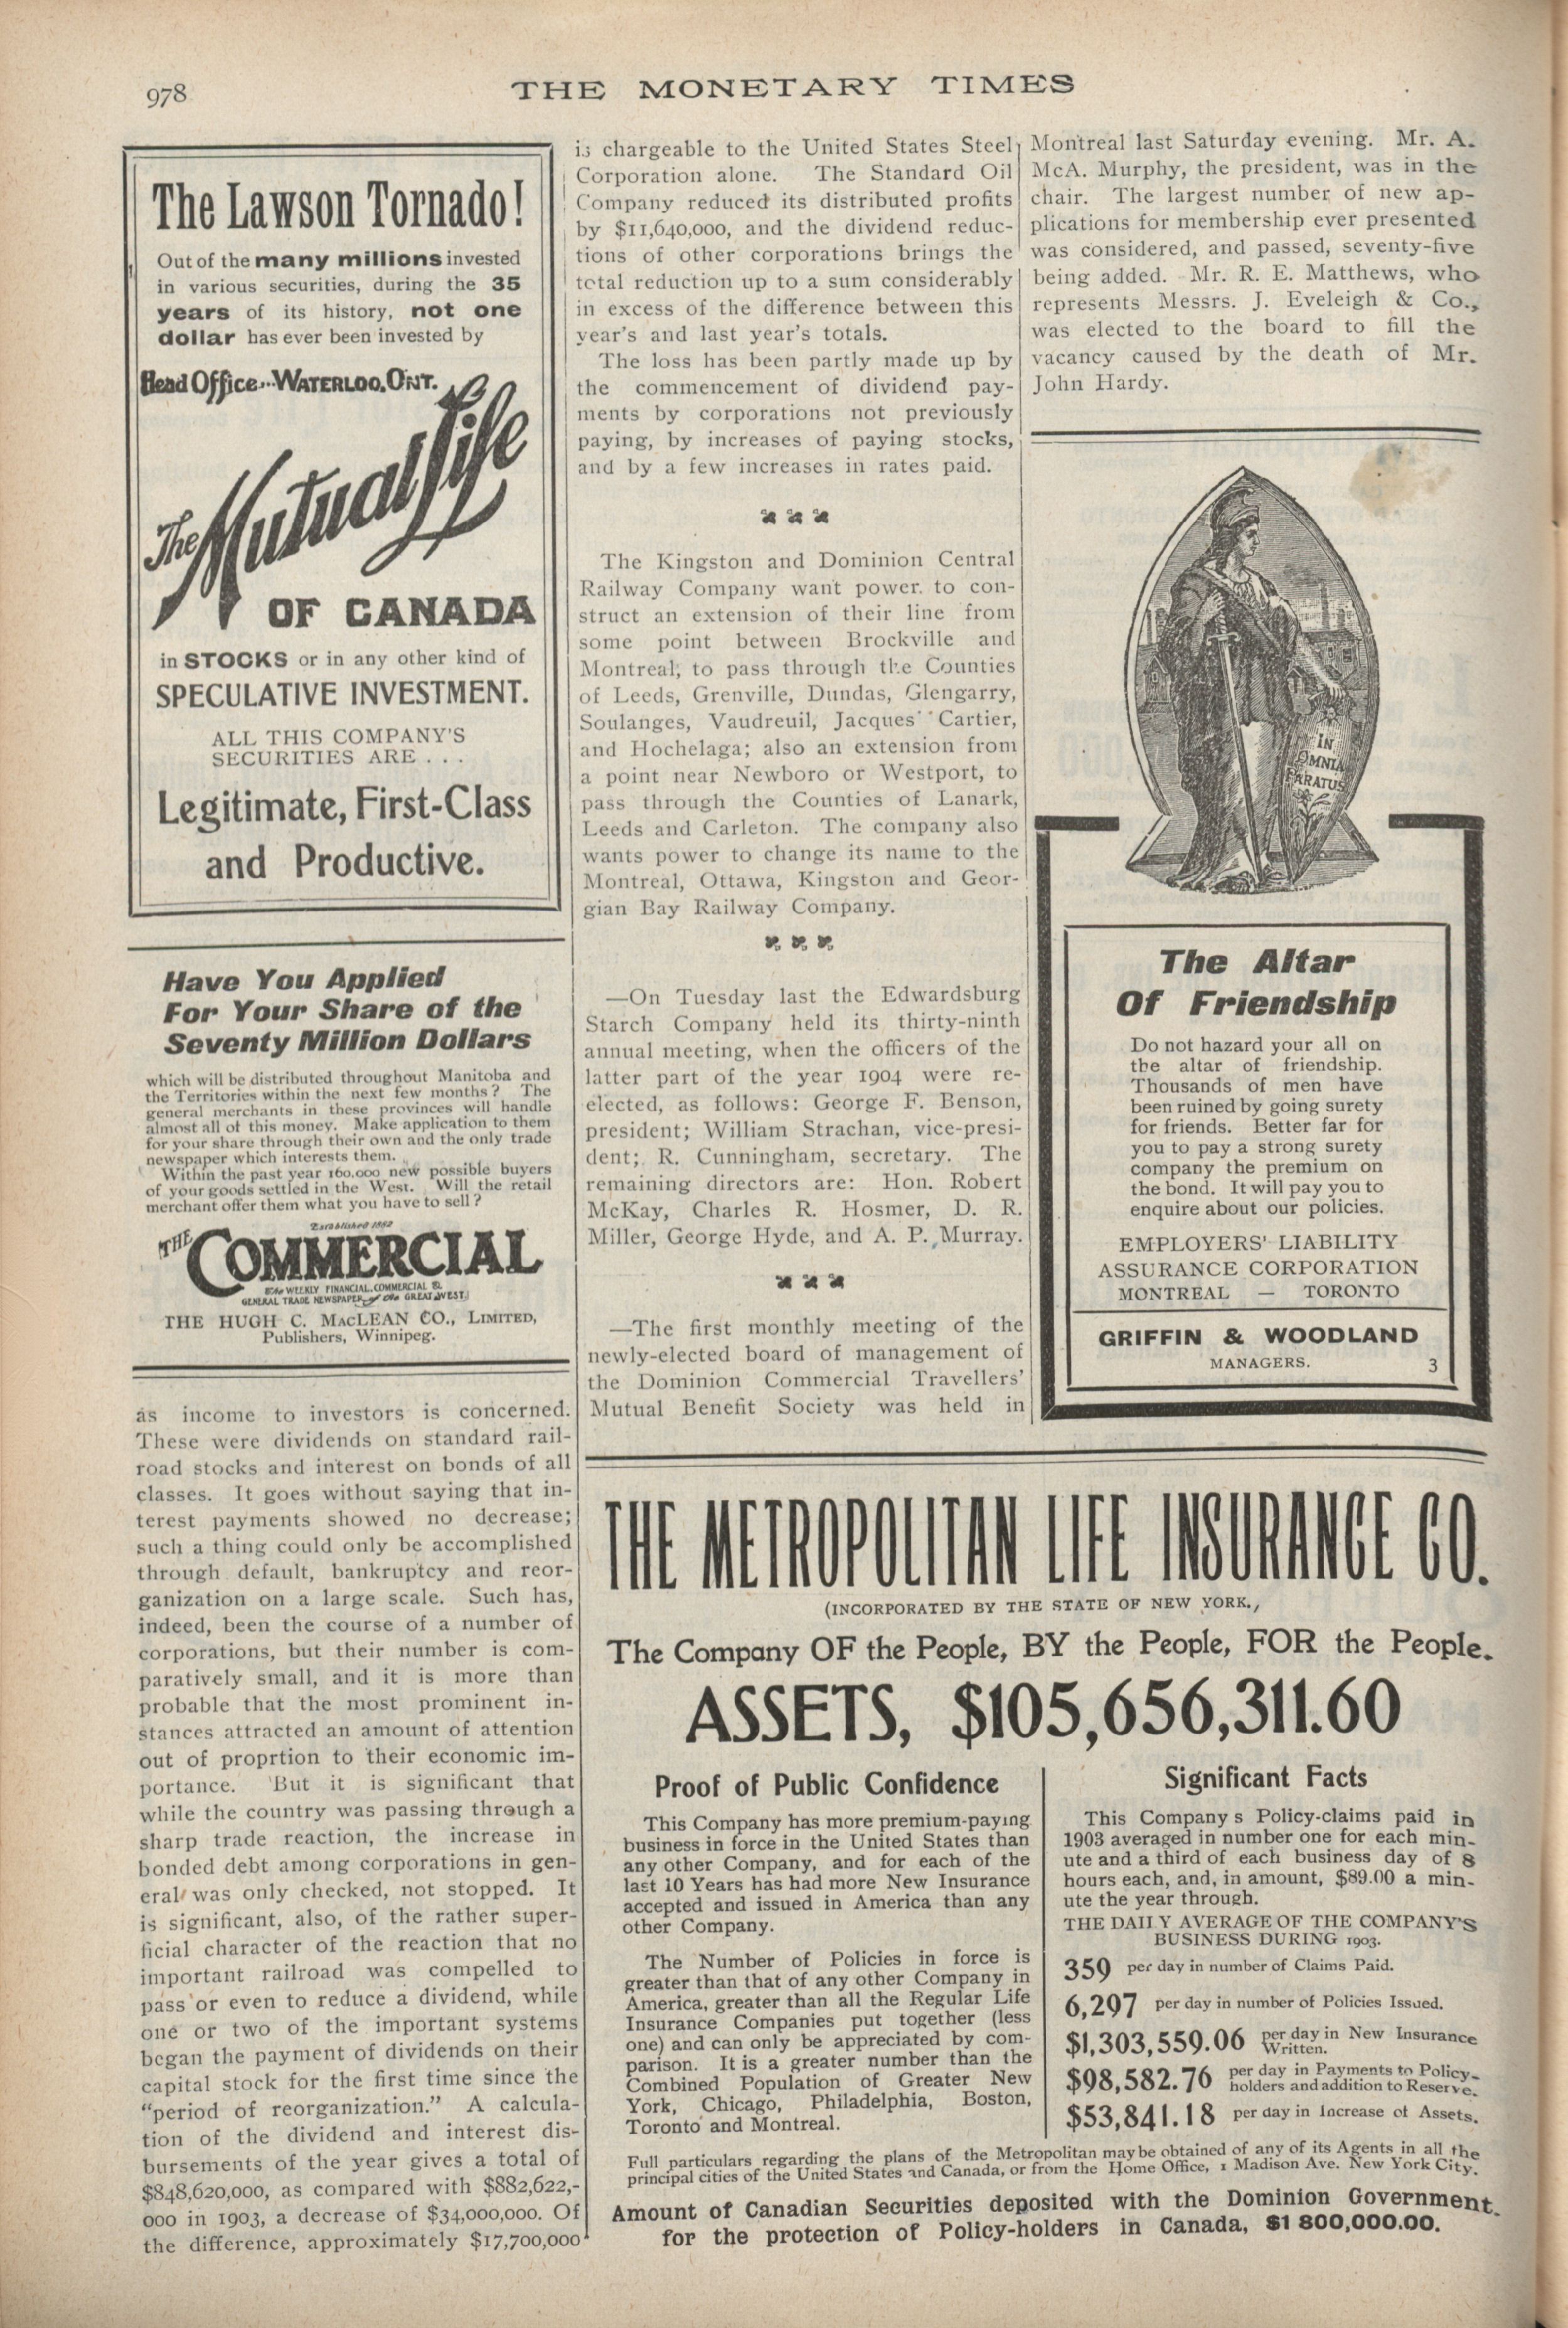 978
THE MONETARY TIMES
The Lawson Tornado!
Out of the many millions invested
in various securities, during the 35
years of its history, not one
dollar has ever been invested by
Head Office--WATERLOO, ONT.
The Mutual Life
OF CANADA
in STOCKS or in any other kind of
SPECULATIVE INVESTMENT.
ALL THIS COMPANY'S
SECURITIES ARE . . .
Legitimate, First-Class
and Productive.
Have You Applied
For Your Share of the
Seventy Million Dollars
which will be distributed throughout Manitoba and
the Territories within the next few months? The
general merchants in these provinces will handle
almost all of this money. Make application to them
for your share through their own and the only trade
newspaper which interests them.
Within the past year 160.000 new possible buyers
of your goods settled in the West. Will the retail
merchant offer them what you have to sell?
Established 1882
THE COMMERCIAL
The WEEKLY FINANCIAL, COMMERCIAL &
GENERAL TRADE NEWSPAPER of the GREAT WEST.
THE HUGH C. MACLEAN CO., LIMITED,
Publishers, Winnipeg.
as income to investors is concerned.
These were dividends on standard rail-
road stocks and interest on bonds of all
classes. It goes without saying that in-
terest payments showed no decrease;
such a thing could only be accomplished
through default, bankruptcy and reor-
ganization on a large scale. Such has,
indeed, been the course of a number of
corporations, but their number is com-
paratively small, and it is more than
probable that the most prominent in-
stances attracted an amount of attention
out of proprtion to their economic im-
portance. But it is significant that
while the country was passing through a
sharp trade reaction, the increase in
bonded debt among corporations in gen-
eral was only checked, not stopped. It
is significant, also, of the rather super-
ficial character of the reaction that no
important railroad was compelled to
pass or even to reduce a dividend, while
one or two of the important systems
began the payment of dividends on their
capital stock for the first time since the
“period of reorganization.” A calcula-
tion of the dividend and interest dis-
bursements of the year gives a total of
$848,620,000, as compared with $882,622,-
000 in 1903, a decrease of $34,000,000. Of
the difference, approximately $17,700,000
is chargeable to the United States Steel
Corporation alone. The Standard Oil
Company reduced its distributed profits
by $11,640,000, and the dividend reduc-
tions of other corporations brings the
total reduction up to a sum considerably
in excess of the difference between this
year's and last year's totals.
The loss has been partly made up by
the commencement of dividend pay-
ments by corporations not previously
paying, by increases of paying stocks,
and by a few increases in rates paid.
The Kingston and Dominion Central
Railway Company want power to con-
struct an extension of their line from
some point between Brockville and
Montreal, to pass through the Counties
of Leeds, Grenville, Dundas, Glengarry,
Soulanges, Vaudreuil, Jacques Cartier,
and Hochelaga; also an extension from
a point near Newboro or Westport, to
pass through the Counties of Lanark,
Leeds and Carleton. The company also
wants power to change its name to the
Montreal, Ottawa, Kingston and Geor-
gian Bay Railway Company.
—On Tuesday last the Edwardsburg
Starch Company held its thirty-ninth
annual meeting, when the officers of the
latter part of the year 1904 were re-
elected, as follows: George F. Benson,
president; William Strachan, vice-presi-
dent; R. Cunningham, secretary. The
remaining directors are: Hon. Robert
McKay, Charles R. Hosmer, D. R.
Miller, George Hyde, and A. P. Murray.
—The first monthly meeting of the
newly-elected board of management of
the Dominion Commercial Travellers'
Mutual Benefit Society was held in
Montreal last Saturday evening. Mr. A.
McA. Murphy, the president, was in the
chair. The largest number of new ap-
plications for membership ever presented
was considered, and passed, seventy-five
being added. Mr. R. E. Matthews, who
represents Messrs. J. Eveleigh & Co.,
was elected to the board to fill the
vacancy caused by the death of Mr.
John Hardy.
IN
OMNIA
PARATUS
The Altar
Of Friendship
Do not hazard your all on
the altar of friendship.
Thousands of men have
been ruined by going surety
for friends. Better far for
you to pay a strong surety
company the premium on
the bond. It will pay you to
enquire about our policies.
EMPLOYERS' LIABILITY
ASSURANCE CORPORATION
MONTREAL — TORONTO
GRIFFIN & WOODLAND
MANAGERS. 3
THE METROPOLITAN LIFE INSURANCE CO.
(INCORPORATED BY THE STATE OF NEW YORK.,
The Company OF the People, BY the People, FOR the People.
ASSETS, $105,656,311.60
Proof of Public Confidence
This Company has more premium-paying
business in force in the United States than
any other Company, and for each of the
last 10 Years has had more New Insurance
accepted and issued in America than any
other Company.
The Number of Policies in force is
greater than that of any other Company in
America, greater than all the Regular Life
Insurance Companies put together (less
one) and can only be appreciated by com-
parison. It is a greater number than the
Combined Population of Greater New
York, Chicago, Philadelphia, Boston,
Toronto and Montreal.
Significant Facts
This Company s Policy-claims paid in
1903 averaged in number one for each min-
ute and a third of each business day of 8
hours each, and, in amount, $89.00 a min-
ute the year through.
THE DAILY AVERAGE OF THE COMPANY'S
BUSINESS DURING 1903.
359 per day in number of Claims Paid.
6,297 per day in number of Policies Issued.
$1,303,559.06 per day in New Insurance
Written.
$98,582.76 per day in Payments to Policy-
holders and addition to Reserve.
$53,841.18 per day in Increase of Assets.
Full particulars regarding the plans of the Metropolitan may be obtained of any of its Agents in all the
principal cities of the United States and Canada, or from the Home Office, 1 Madison Ave. New York City.
Amount of Canadian Securities deposited with the Dominion Government.
for the protection of Policy-holders in Canada, $1 800,000.00.